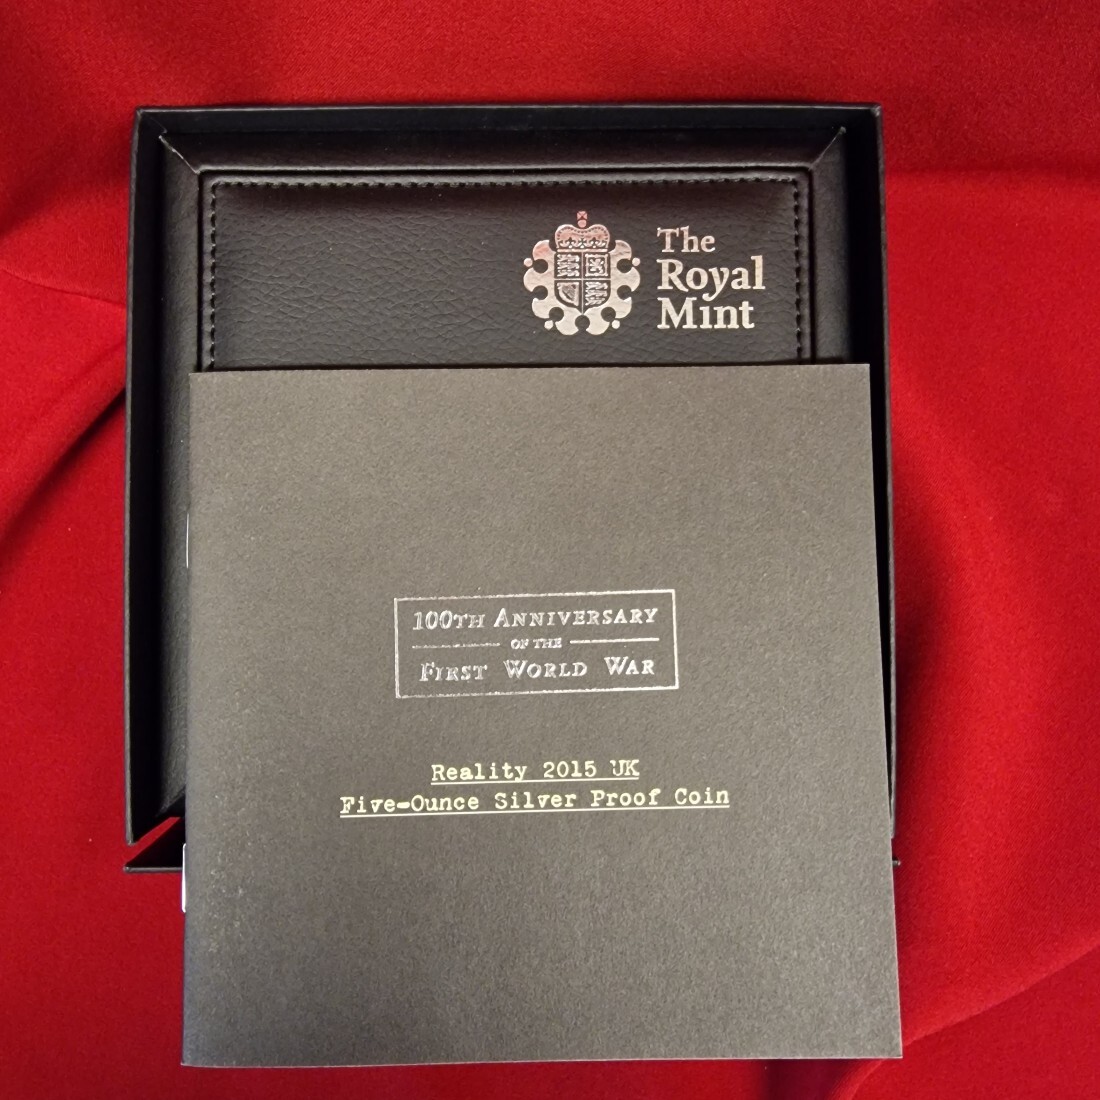 The
Royal
Mint
100TH ANNIVERSARY
OF THE
FIRST WORLD WAR
Reality 2015 UK
Five-Ounce Silver Proof Coin